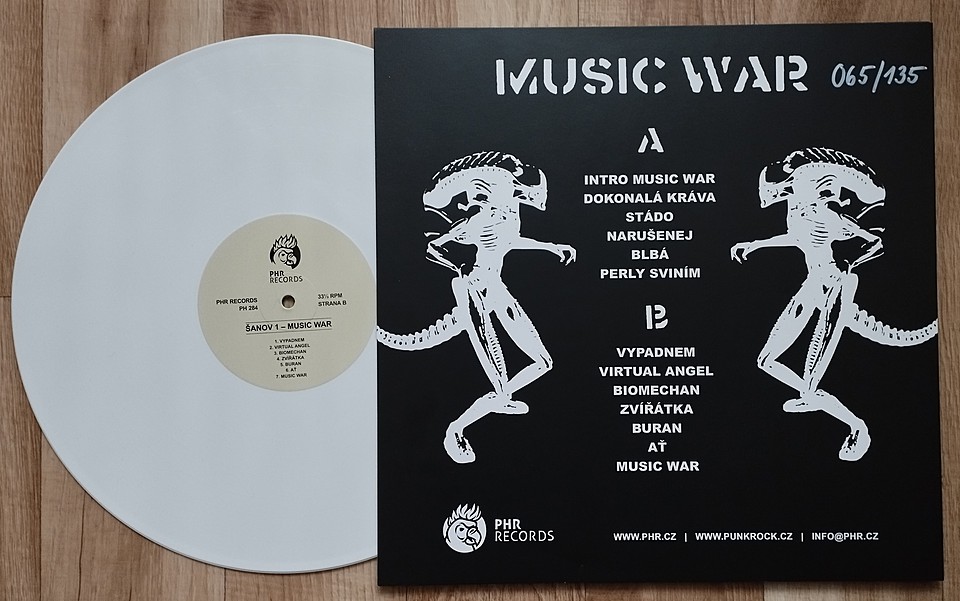 MUSIC WAR 065/135
A
INTRO MUSIC WAR
DOKONALÁ KRÁVA
STÁDO
NARUŠENEJ
BLBÁ
PERLY SVINÍM
B
VYPADNEM
VIRTUAL ANGEL
BIOMECHAN
ZVÍŘÁTKA
BURAN
AŤ
MUSIC WAR
PHR
RECORDS
WWW.PHR.CZ | WWW.PUNKROCK.CZ | INFO@PHR.CZ
PHR
RECORDS
PHR RECORDS
PH 284
33⅓ RPM
STRANA B
ŠANOV 1 – MUSIC WAR
1. VYPADNEM
2. VIRTUAL ANGEL
3. BIOMECHAN
4. ZVÍŘÁTKA
5. BURAN
6. AŤ
7. MUSIC WAR